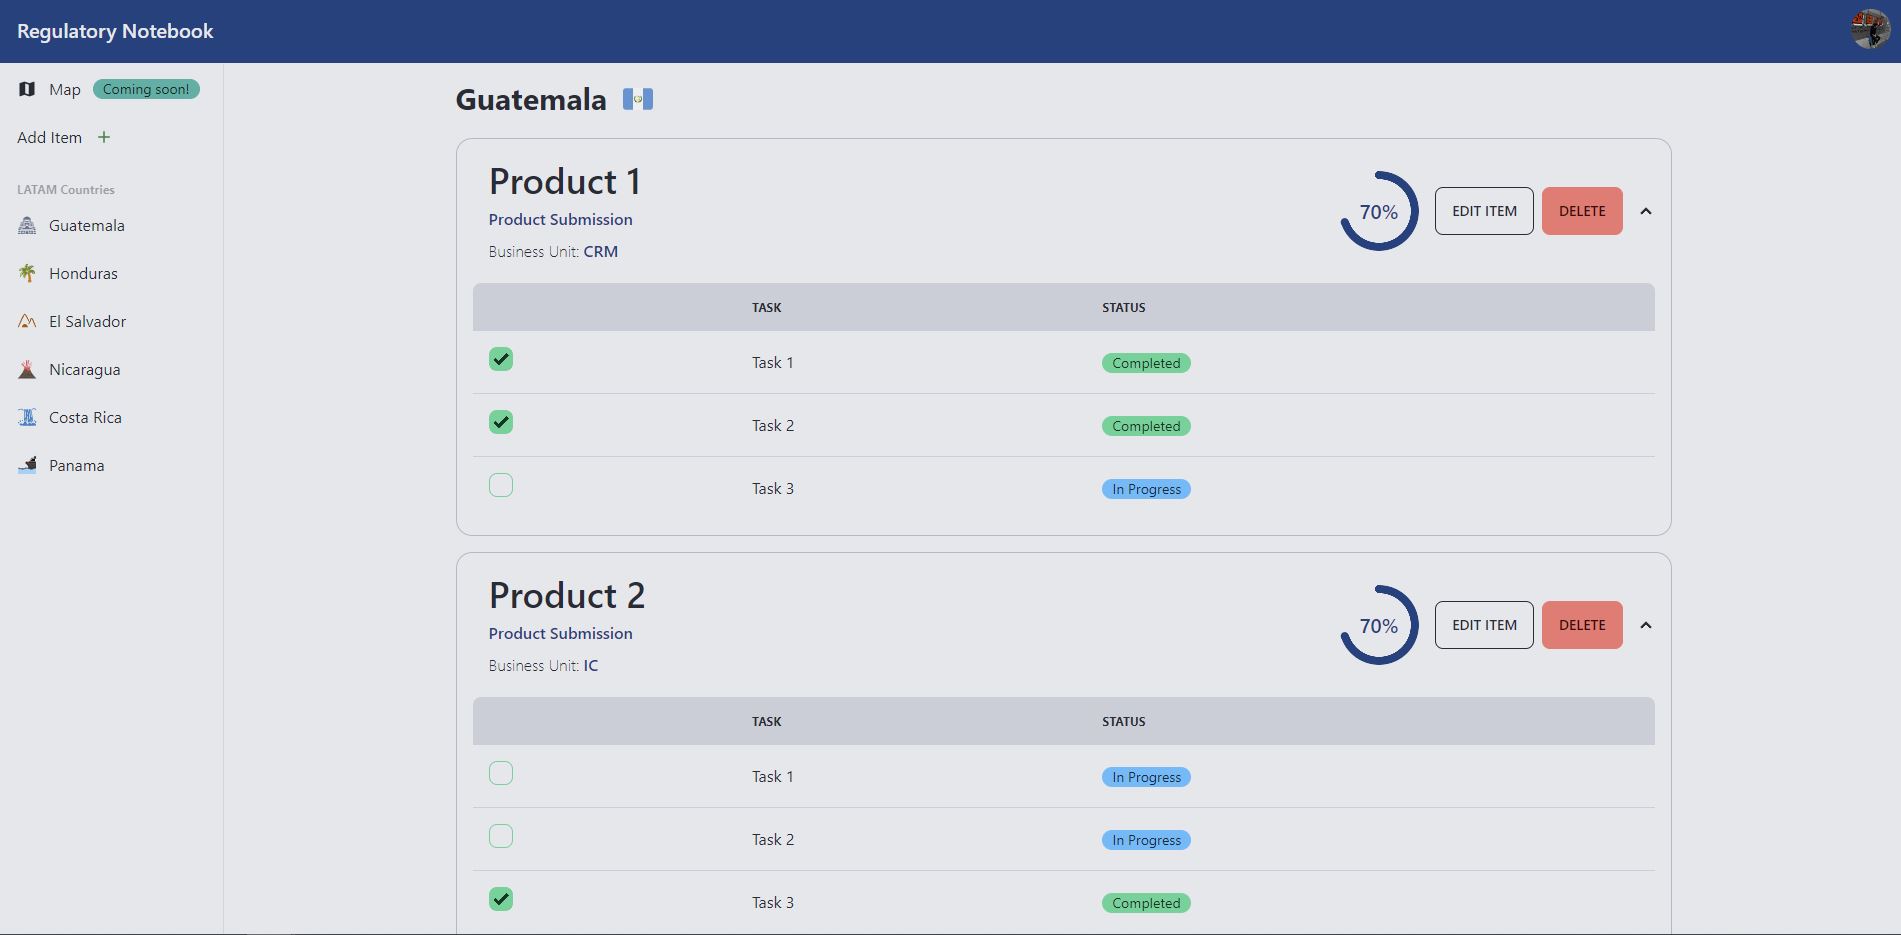 Regulatory Notebook
Map Coming soon!
Add Item +
LATAM Countries
Guatemala
Honduras
El Salvador
Nicaragua
Costa Rica
Panama
Guatemala
Product 1
Product Submission
Business Unit: CRM
70%
EDIT ITEM
DELETE
TASK STATUS
Task 1 Completed
Task 2 Completed
Task 3 In Progress
Product 2
Product Submission
Business Unit: IC
70%
EDIT ITEM
DELETE
TASK STATUS
Task 1 In Progress
Task 2 In Progress
Task 3 Completed